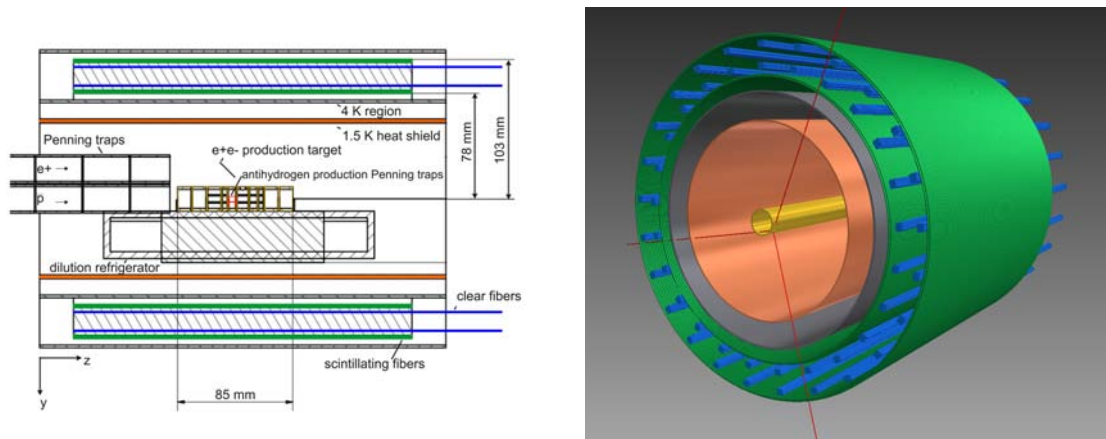 4 K region
1.5 K heat shield
Penning traps
e+e- production target
antihydrogen production Penning traps
e+
p
78 mm
103 mm
dilution refrigerator
clear fibers
scintillating fibers
z
y
85 mm